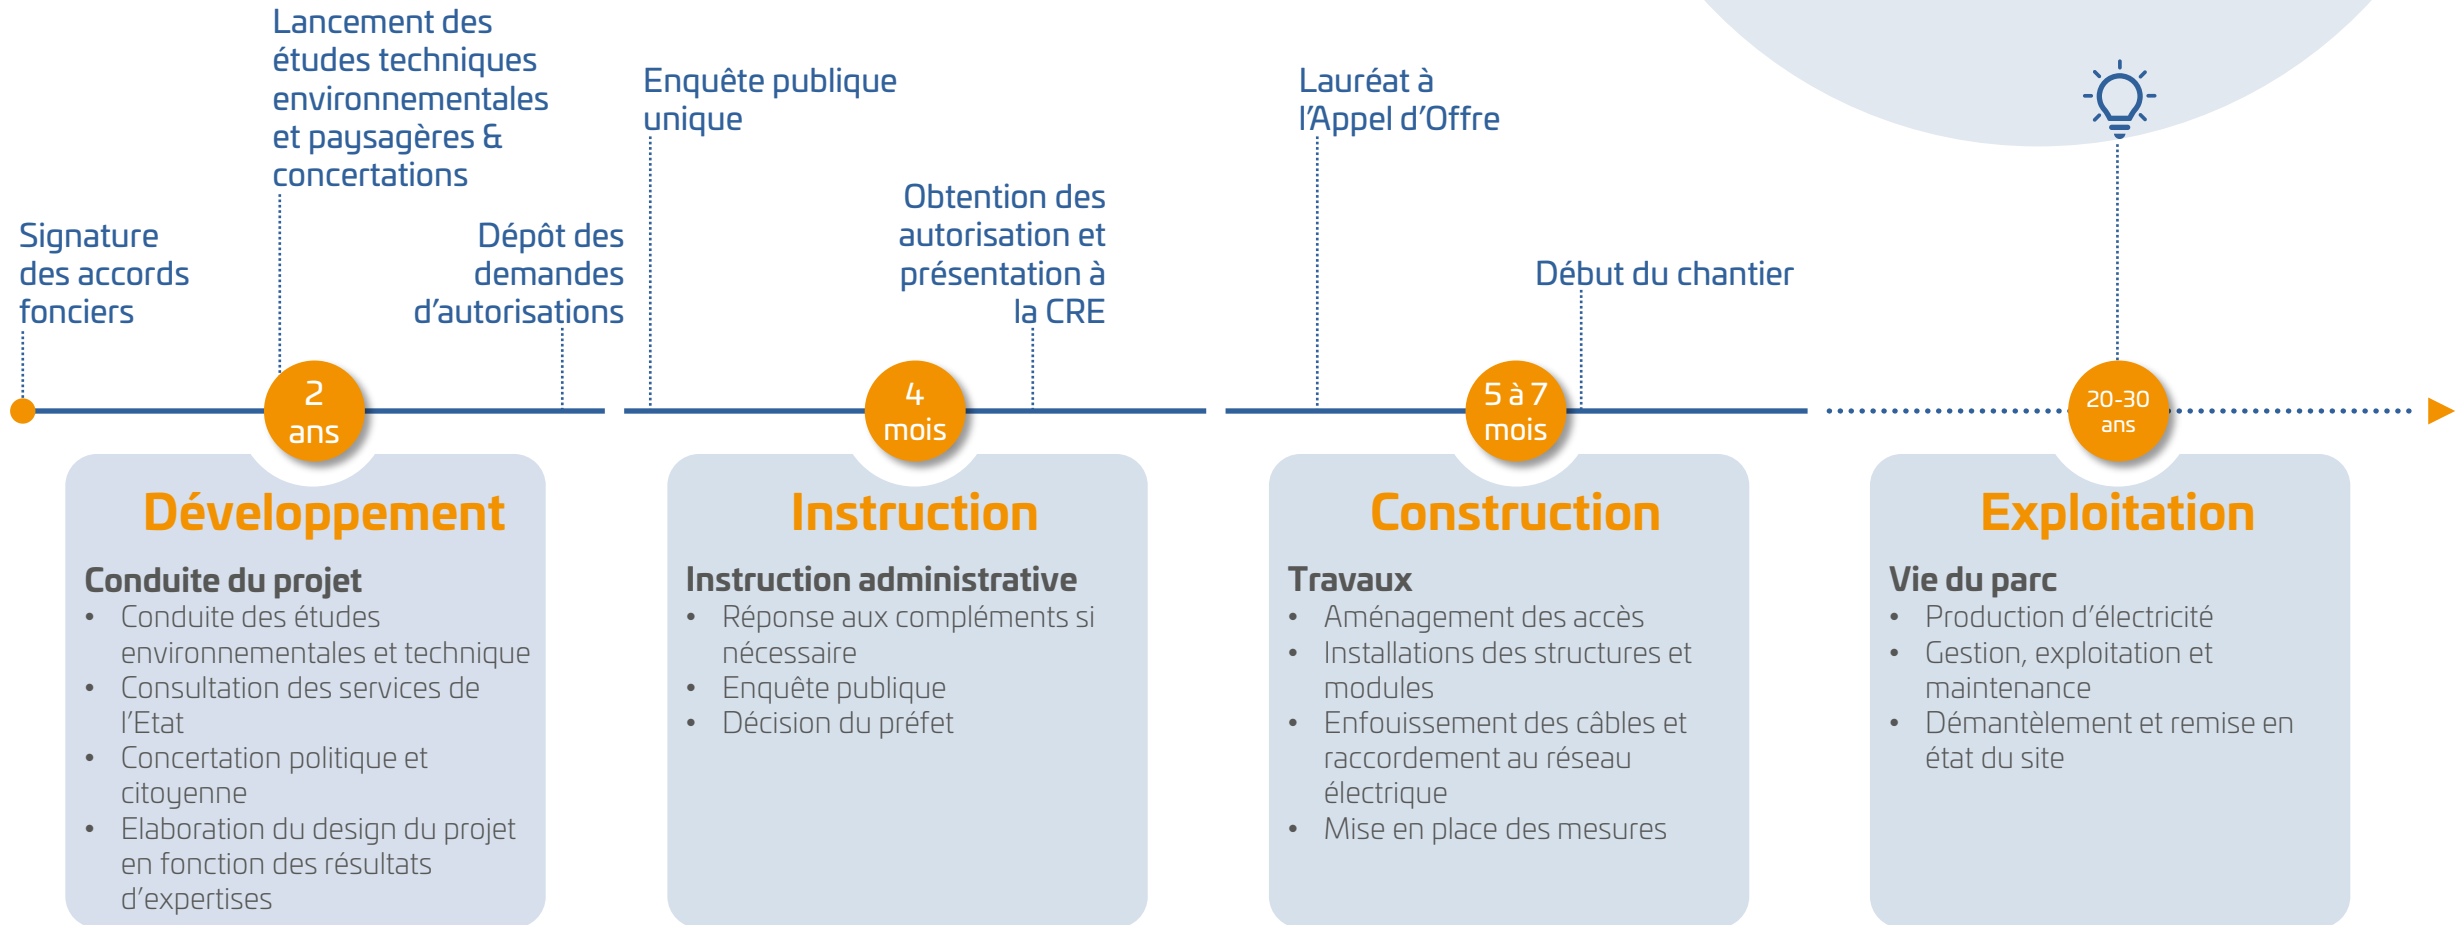 Lancement des
études techniques
environnementales
et paysagères &
concertations
Enquête publique
unique
Lauréat à
l'Appel d'Offre
Signature
des accords
fonciers
Dépôt des
demandes
d'autorisations
Obtention des
autorisation et
présentation à
la CRE
Début du chantier
2
ans
4
mois
5 à 7
mois
20-30
ans
Développement
Conduite du projet
• Conduite des études
environnementales et technique
• Consultation des services de
l'Etat
• Concertation politique et
citoyenne
• Elaboration du design du projet
en fonction des résultats
d'expertises
Instruction
Instruction administrative
• Réponse aux compléments si
nécessaire
• Enquête publique
• Décision du préfet
Construction
Travaux
• Aménagement des accès
• Installations des structures et
modules
• Enfouissement des câbles et
raccordement au réseau
électrique
• Mise en place des mesures
Exploitation
Vie du parc
• Production d'électricité
• Gestion, exploitation et
maintenance
• Démantèlement et remise en
état du site